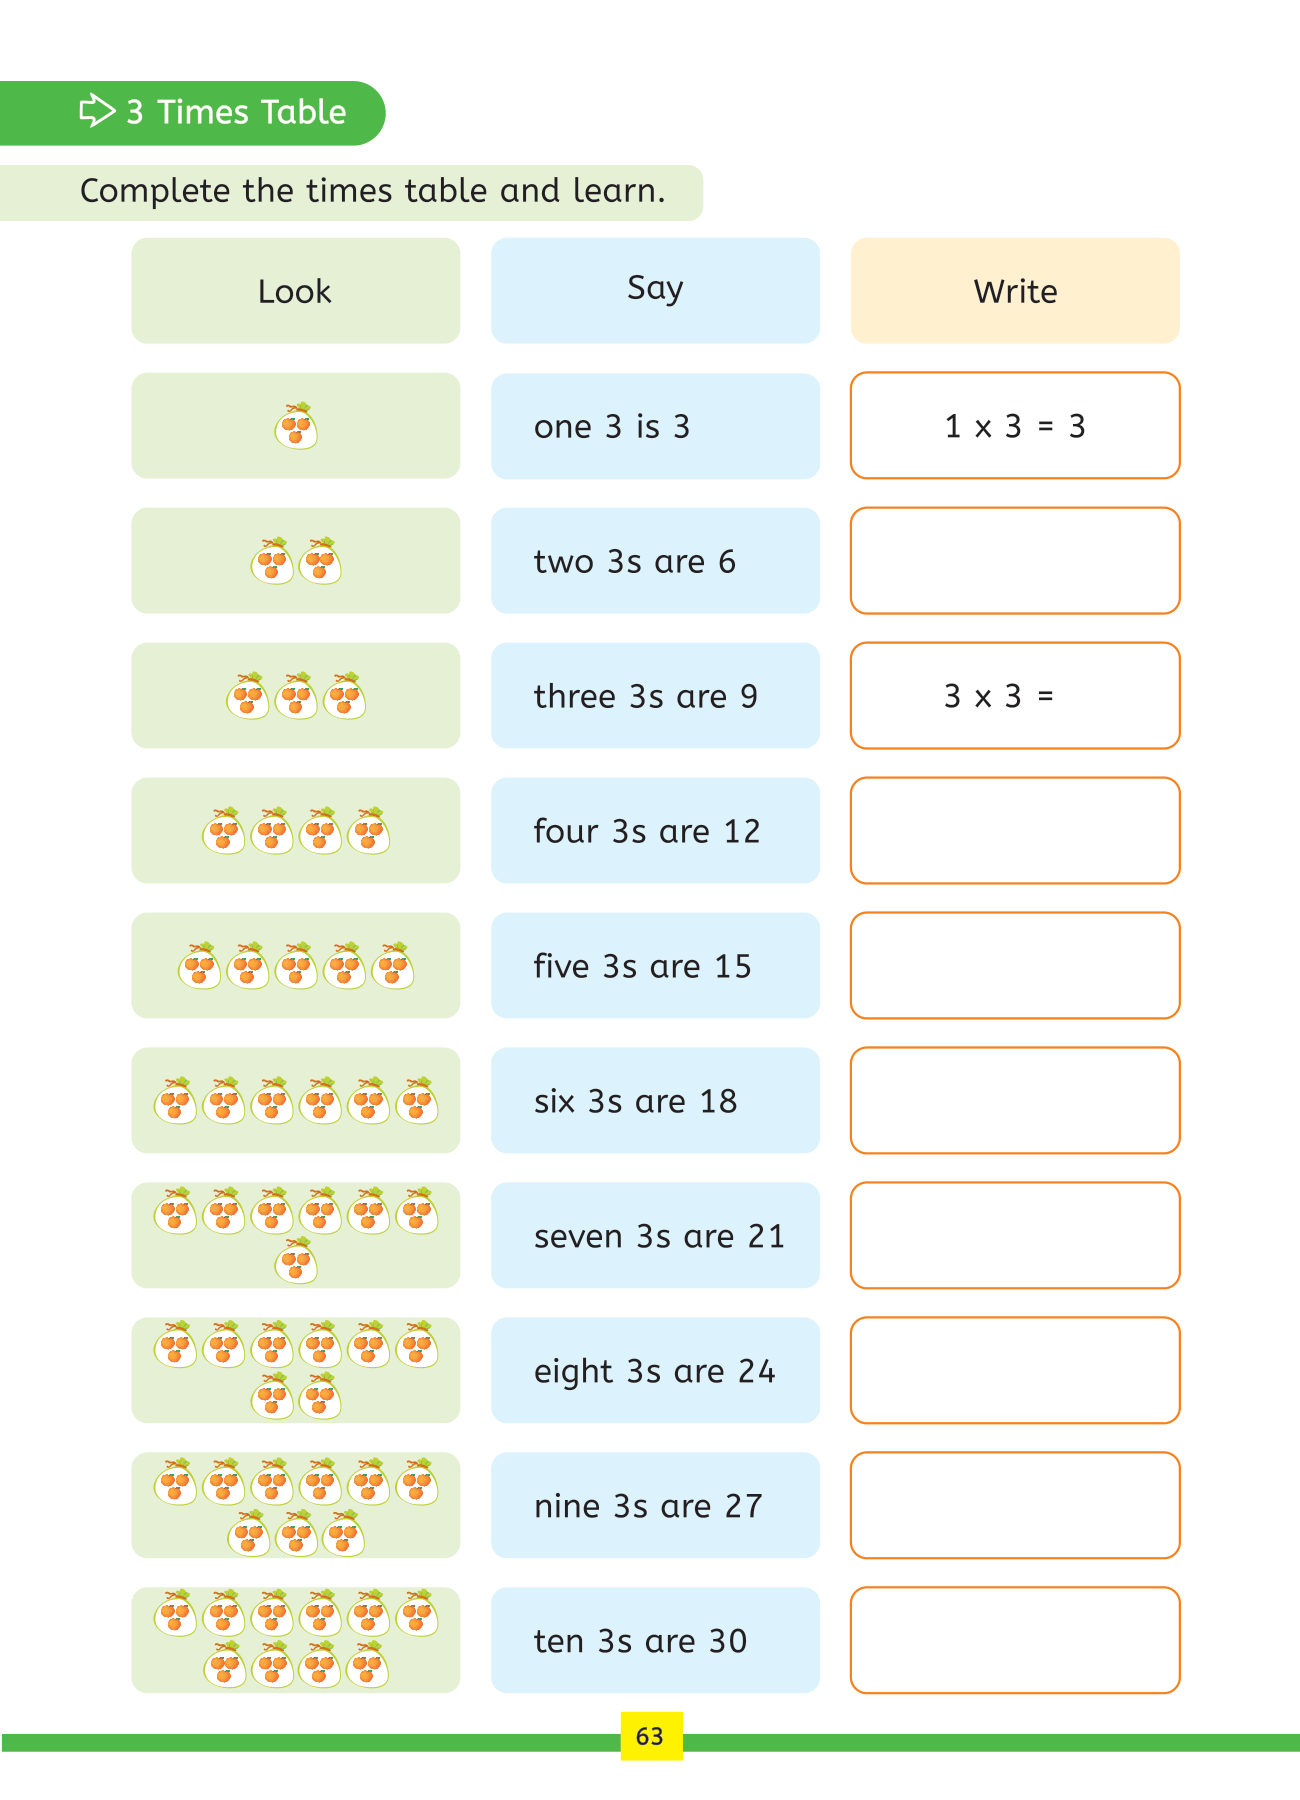 3 Times Table
Complete the times table and learn.
Look Say Write
one 3 is 3 1 x 3 = 3
two 3s are 6
three 3s are 9 3 x 3 =
four 3s are 12
five 3s are 15
six 3s are 18
seven 3s are 21
eight 3s are 24
nine 3s are 27
ten 3s are 30
63